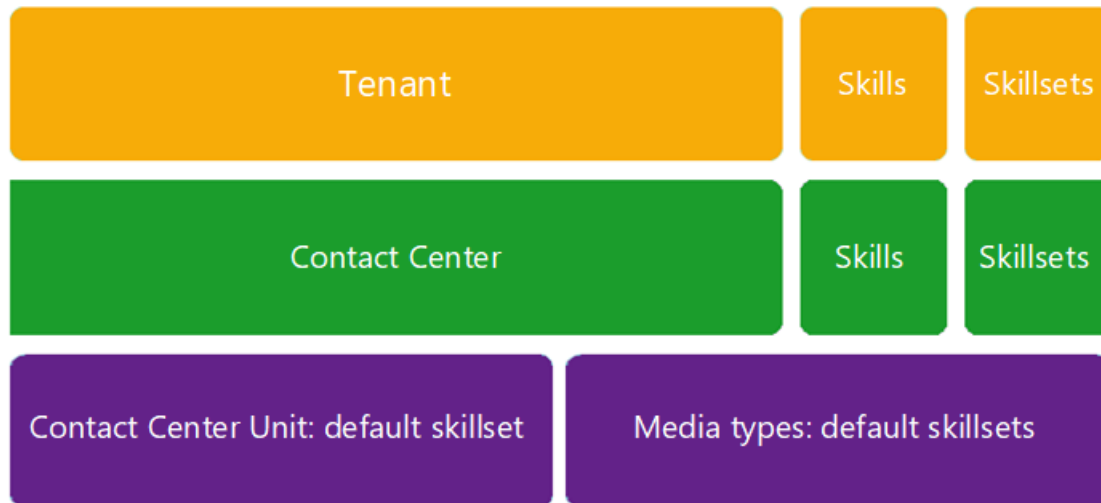 Tenant
Skills
Skillsets
Contact Center
Skills
Skillsets
Contact Center Unit: default skillset
Media types: default skillsets